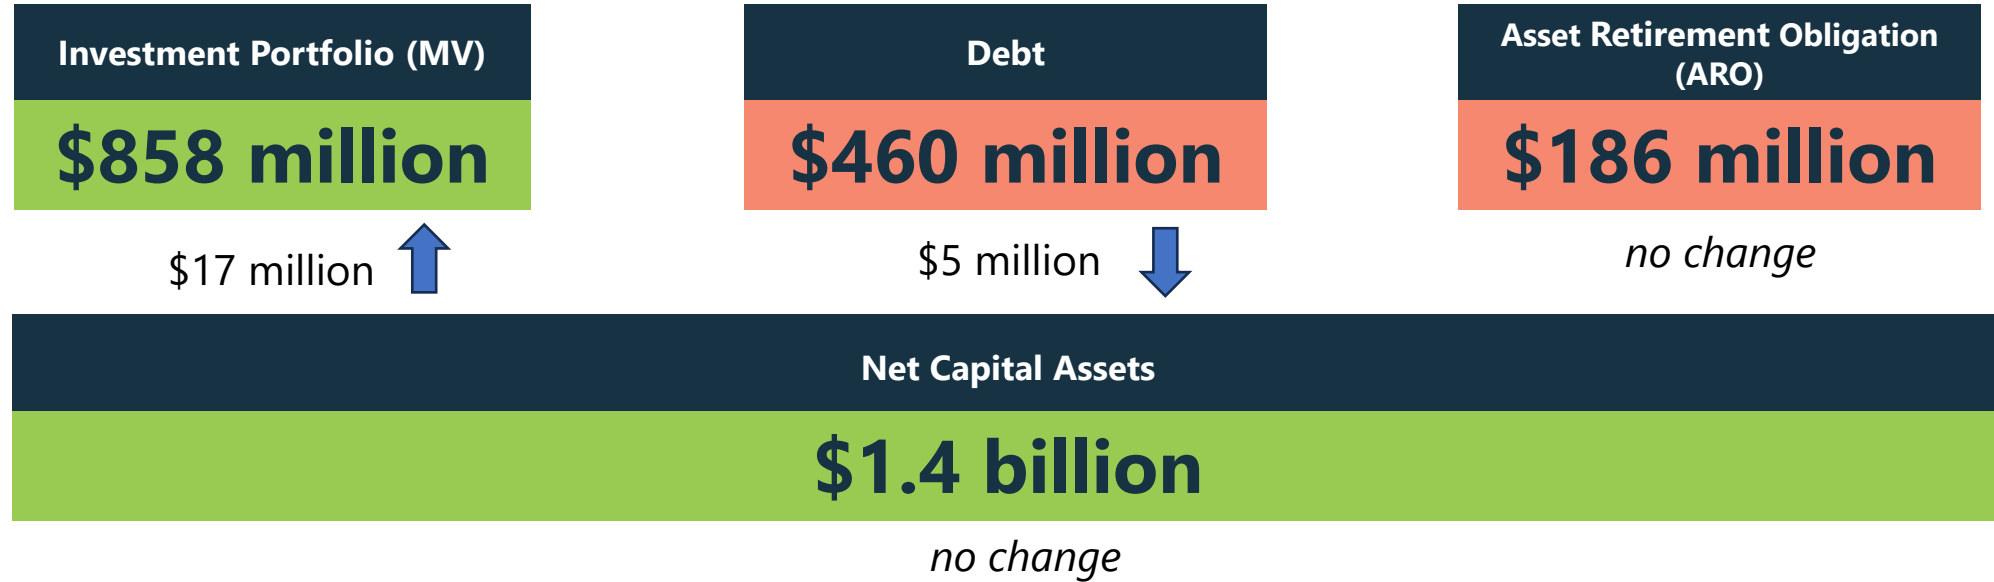 Investment Portfolio (MV)
$858 million
$17 million
Debt
$460 million
$5 million
Asset Retirement Obligation
(ARO)
$186 million
no change
Net Capital Assets
$1.4 billion
no change